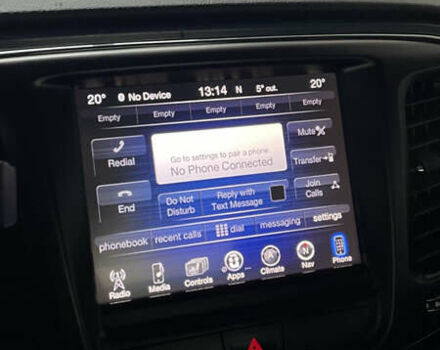 20° No Device 13:14 N 5° out. 20°
Empty Empty Empty Empty Empty
Redial
Go to settings to pair a phone.
No Phone Connected
Mute
Transfer
End
Do Not
Disturb
Reply with
Text Message
Join
Calls
phonebook recent calls dial messaging settings
Radio Media Controls Apps Climate Nav Phone